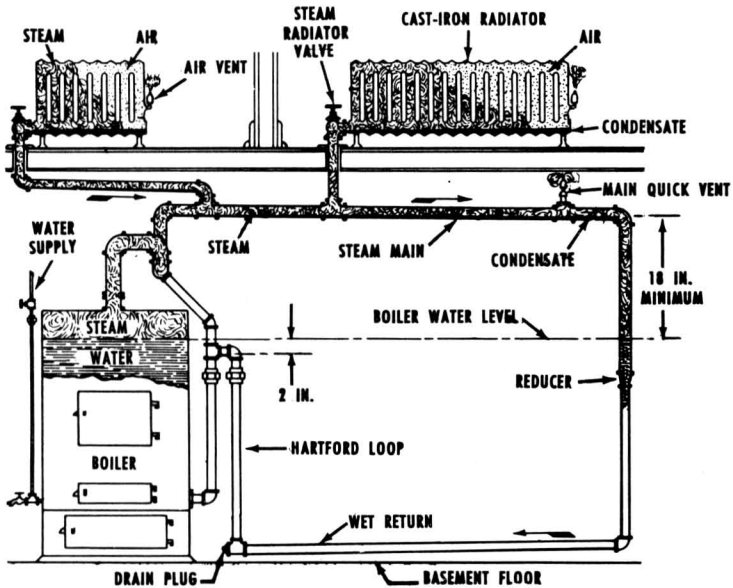 STEAM
AIR
AIR VENT
STEAM
RADIATOR
VALVE
CAST-IRON RADIATOR
AIR
CONDENSATE
MAIN QUICK VENT
WATER
SUPPLY
STEAM
STEAM MAIN
CONDENSATE
18 IN.
MINIMUM
BOILER WATER LEVEL
STEAM
WATER
2 IN.
REDUCER
HARTFORD LOOP
BOILER
WET RETURN
DRAIN PLUG
BASEMENT FLOOR